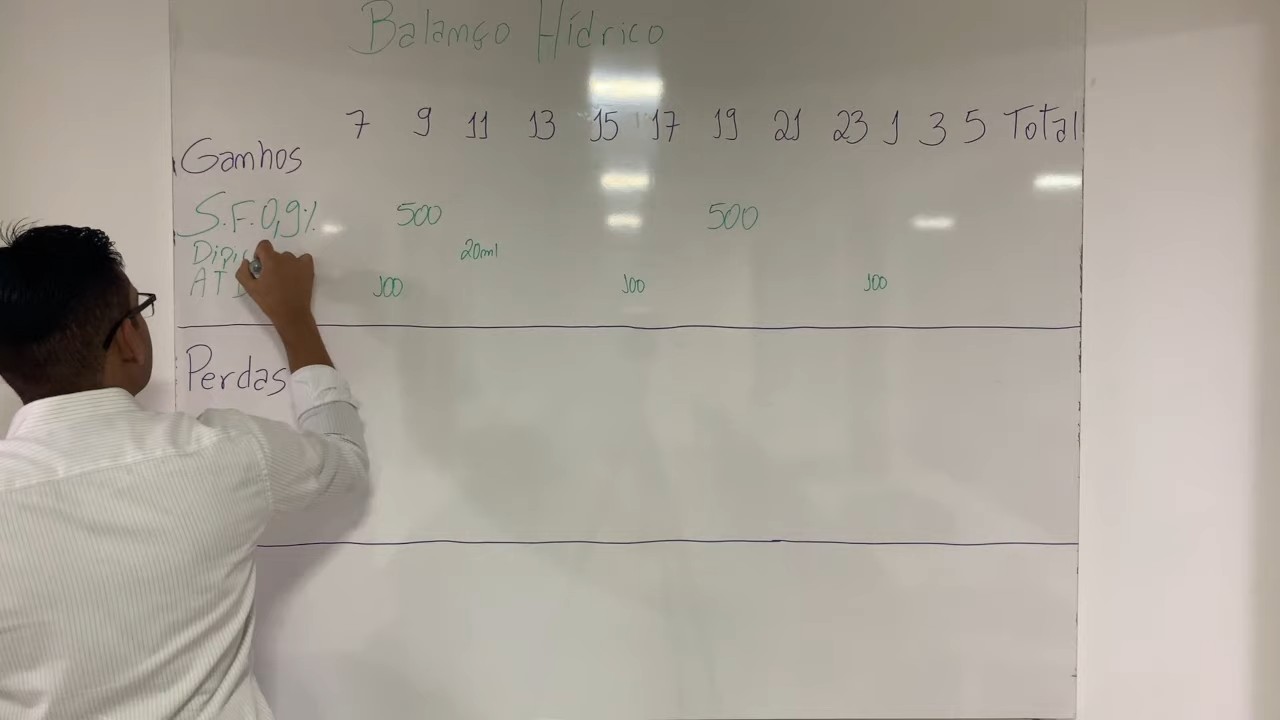 Balanço Hídrico
7 9 11 13 15 17 19 21 23 1 3 5 Total
Ganhos
S.F.0,9% 500 500
20ml
100 100 100
Perdas